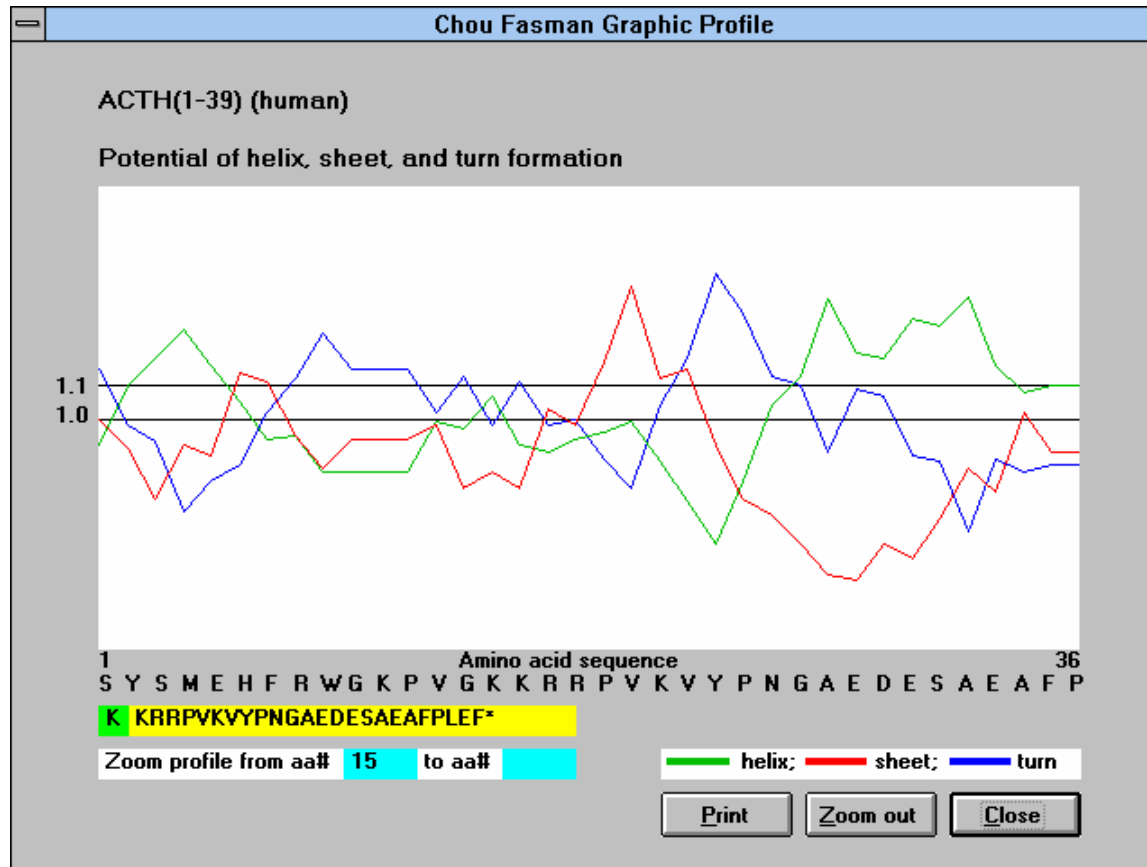 Chou Fasman Graphic Profile
ACTH(1-39) (human)
Potential of helix, sheet, and turn formation
1.1
1.0
1 Amino acid sequence 36
S Y S M E H F R W G K P V G K K R R P V K V Y P N G A E D E S A E A F P
K KRRPVKVYPNGAEDESAEAFPLEF*
Zoom profile from aa# 15 to aa#
helix; sheet; turn
Print Zoom out Close